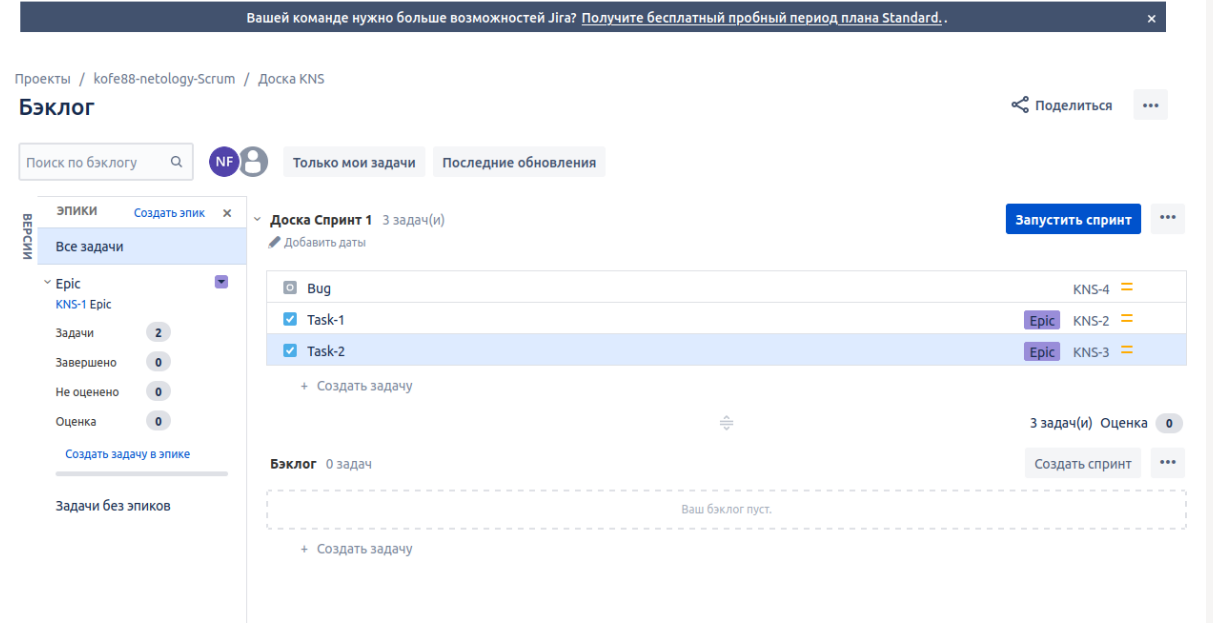 Вашей команде нужно больше возможностей Jira? Получите бесплатный пробный период плана Standard. .
Проекты / kofe88-netology-Scrum / Доска KNS
Бэклог
Поделиться
Поиск по бэклогу
NF
Только мои задачи
Последние обновления
ВЕРСИИ
ЭПИКИ
Создать эпик
Все задачи
Epic
KNS-1 Epic
Задачи 2
Завершено 0
Не оценено 0
Оценка 0
Создать задачу в эпике
Задачи без эпиков
Доска Спринт 1 3 задач(и)
Запустить спринт
Добавить даты
Bug KNS-4
Task-1 Epic KNS-2
Task-2 Epic KNS-3
+ Создать задачу
3 задач(и) Оценка 0
Бэклог 0 задач
Создать спринт
Ваш бэклог пуст.
+ Создать задачу